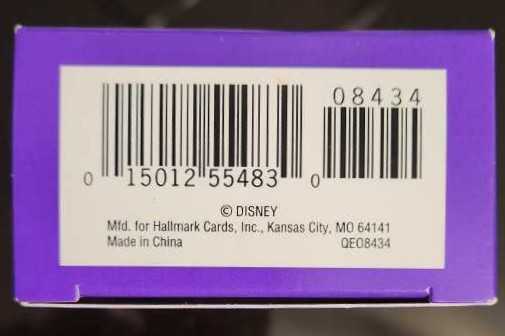 08434
0 15012 55483 0
© DISNEY
Mfd. for Hallmark Cards, Inc., Kansas City, MO 64141
Made in China QEO8434